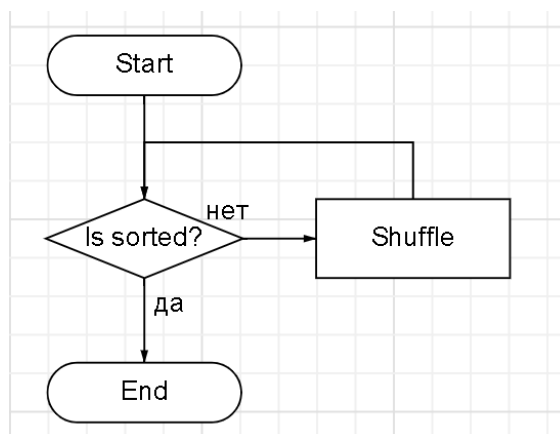 Start
нет
Is sorted?
Shuffle
да
End